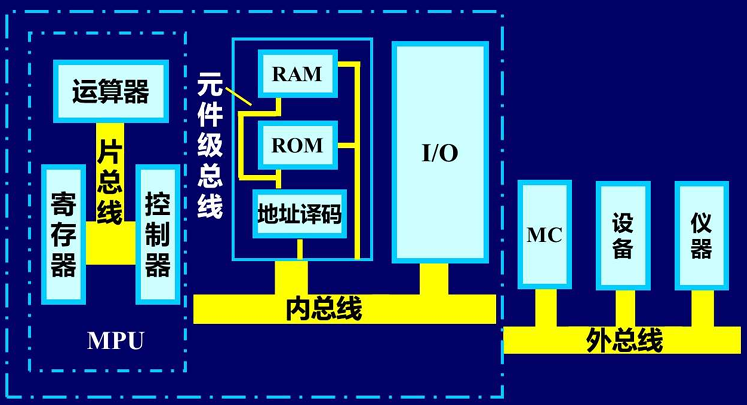 运算器
片总线
寄存器
控制器
MPU
元件级总线
RAM
ROM
地址译码
I/O
内总线
MC
设备
仪器
外总线